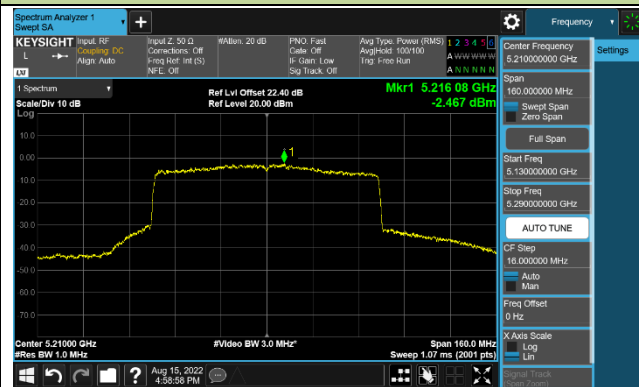 Spectrum Analyzer 1
Swept SA
Frequency
KEYSIGHT
Input: RF
Coupling: DC
Align: Auto
Input Z: 50 Ω
Corrections: Off
Freq Ref: Int (S)
NFE: Off
#Atten: 20 dB
PNO: Fast
Gate: Off
IF Gain: Low
Sig Track: Off
Avg Type: Power (RMS)
Avg|Hold: 100/100
Trig: Free Run
1 2 3 4 5 6
A W W W W W
A N N N N N
L
LXI
1 Spectrum
Scale/Div 10 dB
Log
Ref Lvl Offset 22.40 dB
Ref Level 20.00 dBm
Mkr1 5.216 08 GHz
-2.467 dBm
10.0
0.00
10.0
20.0
30.0
40.0
50.0
60.0
70.0
1
Center 5.21000 GHz
#Res BW 1.0 MHz
#Video BW 3.0 MHz*
Span 160.0 MHz
Sweep 1.07 ms (2001 pts)
Aug 15, 2022
4:58:58 PM
Center Frequency
5.210000000 GHz
Settings
Span
160.000000 MHz
Swept Span
Zero Span
Full Span
Start Freq
5.130000000 GHz
Stop Freq
5.290000000 GHz
AUTO TUNE
CF Step
16.000000 MHz
Auto
Man
Freq Offset
0 Hz
X Axis Scale
Log
Lin
Signal Track
(Span Zoom)